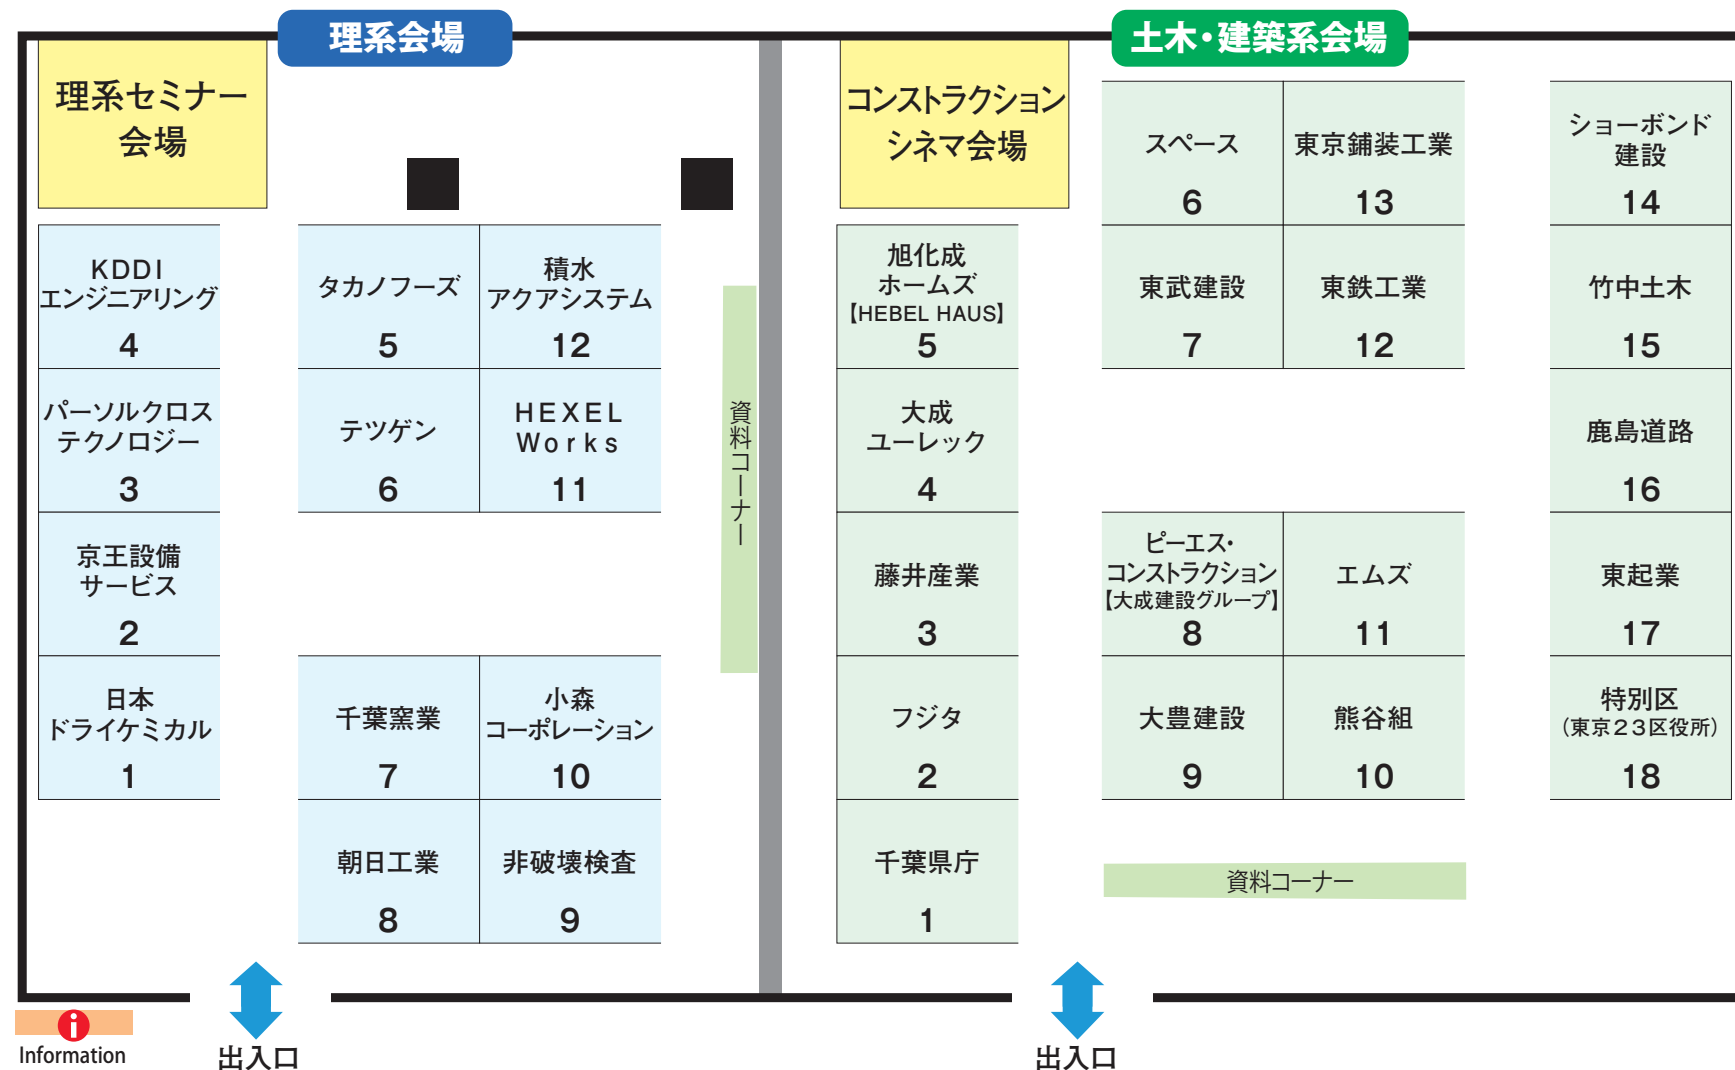 理系会場
理系セミナー
会場
KDDI
エンジニアリング
4
パーソルクロス
テクノロジー
3
京王設備
サービス
2
日本
ドライケミカル
1
タカノフーズ
5
積水
アクアシステム
12
テツゲン
6
HEXEL
Works
11
千葉窯業
7
小森
コーポレーション
10
朝日工業
8
非破壊検査
9
資料コーナー
土木・建築系会場
コンストラクション
シネマ会場
旭化成
ホームズ
【HEBEL HAUS】
5
大成
ユーレック
4
藤井産業
3
フジタ
2
千葉県庁
1
スペース
6
東京鋪装工業
13
東武建設
7
東鉄工業
12
ピーエス・
コンストラクション
【大成建設グループ】
8
エムズ
11
大豊建設
9
熊谷組
10
資料コーナー
ショーボンド
建設
14
竹中土木
15
鹿島道路
16
東起業
17
特別区
（東京23区役所）
18
i
Information
出入口
出入口